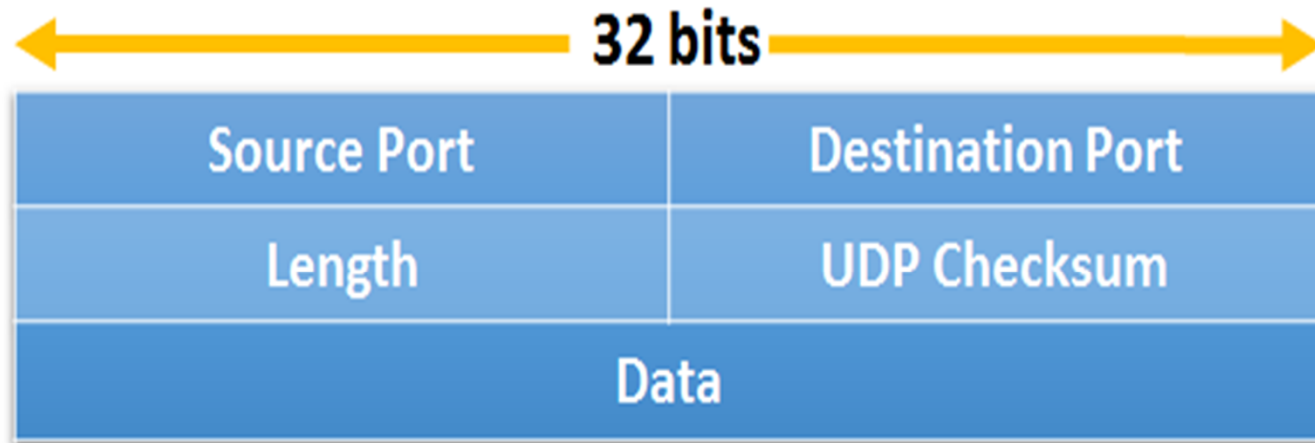 32 bits
Source Port
Destination Port
Length
UDP Checksum
Data